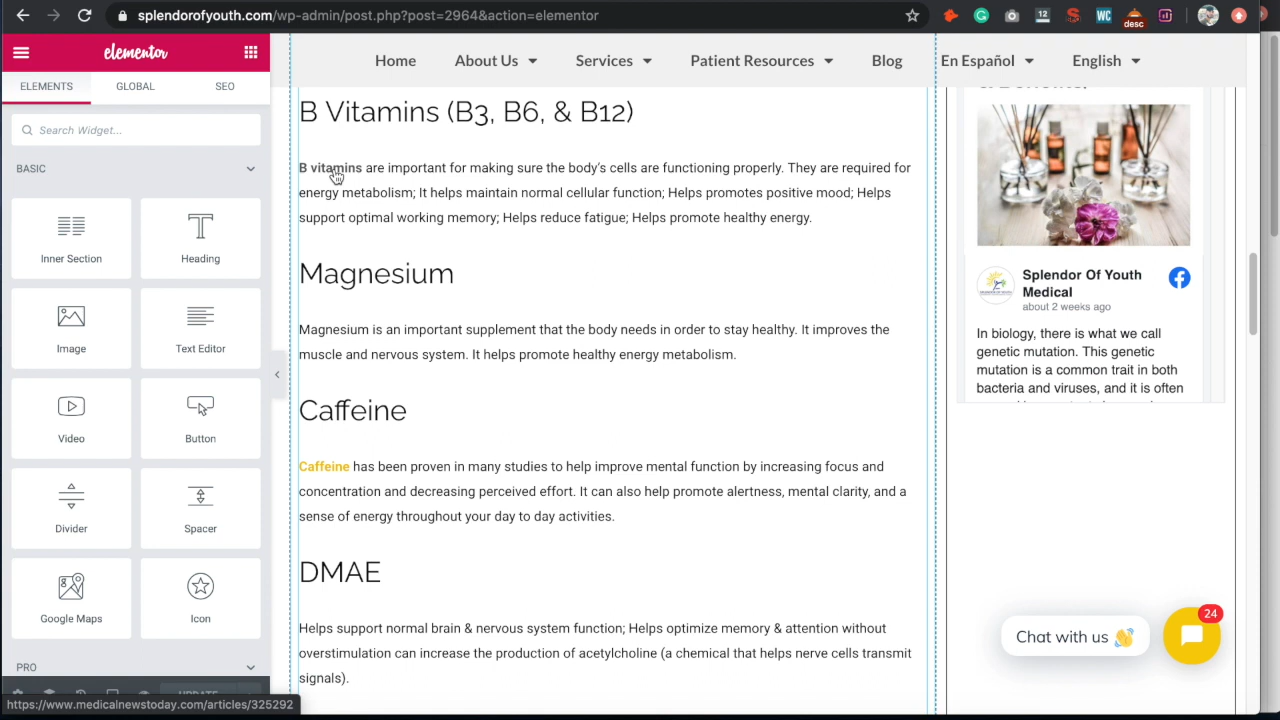 splendorofyouth.com/wp-admin/post.php?post=2964&action=elementor
12
WC
desc
elementor
ELEMENTS GLOBAL SEO
Search Widget...
BASIC
Inner Section
Heading
Image
Text Editor
Video
Button
Divider
Spacer
Google Maps
Icon
PRO
UPDATE
https://www.medicalnewstoday.com/articles/325292
Home About Us Services Patient Resources Blog En Español English
B Vitamins (B3, B6, & B12)
B vitamins are important for making sure the body's cells are functioning properly. They are required for
energy metabolism; It helps maintain normal cellular function; Helps promotes positive mood; Helps
support optimal working memory; Helps reduce fatigue; Helps promote healthy energy.
Magnesium
Magnesium is an important supplement that the body needs in order to stay healthy. It improves the
muscle and nervous system. It helps promote healthy energy metabolism.
Caffeine
Caffeine has been proven in many studies to help improve mental function by increasing focus and
concentration and decreasing perceived effort. It can also help promote alertness, mental clarity, and a
sense of energy throughout your day to day activities.
DMAE
Helps support normal brain & nervous system function; Helps optimize memory & attention without
overstimulation can increase the production of acetylcholine (a chemical that helps nerve cells transmit
signals).
Splendor Of Youth
Medical
about 2 weeks ago
In biology, there is what we call
genetic mutation. This genetic
mutation is a common trait in both
bacteria and viruses, and it is often
Chat with us 👋
24